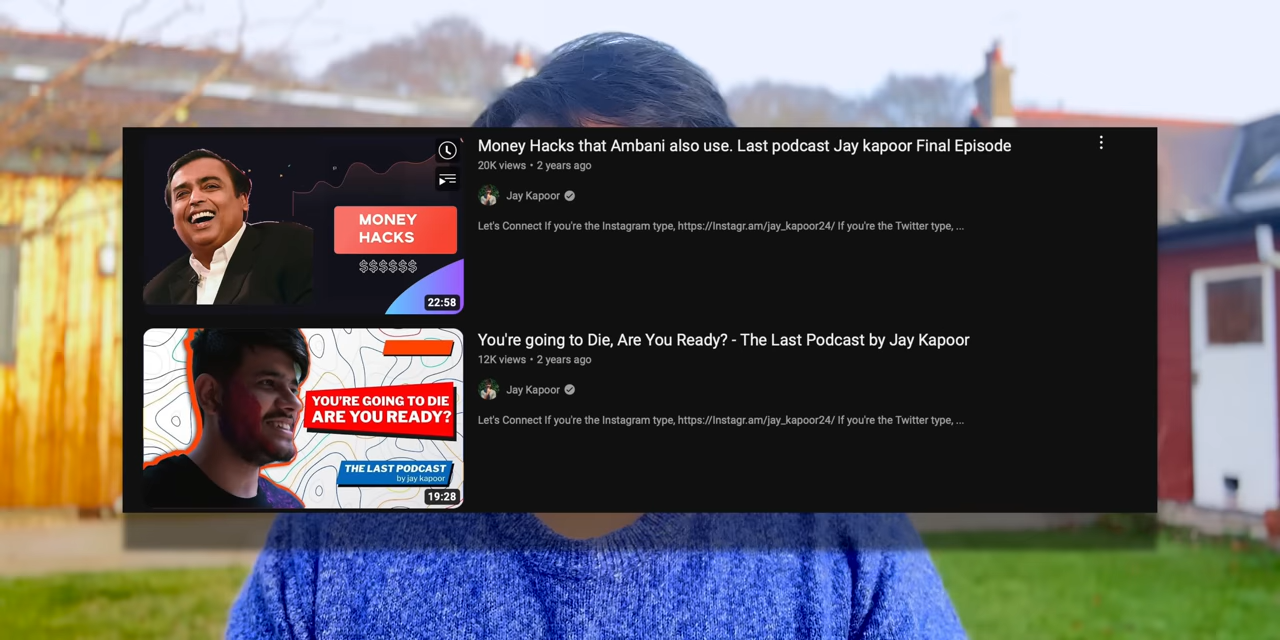 Money Hacks that Ambani also use. Last podcast Jay kapoor Final Episode
20K views • 2 years ago
Jay Kapoor
Let's Connect If you're the Instagram type, https://Instagr.am/jay_kapoor24/ If you're the Twitter type, ...
MONEY
HACKS
$$$$$$
22:58
You're going to Die, Are You Ready? - The Last Podcast by Jay Kapoor
12K views • 2 years ago
Jay Kapoor
Let's Connect If you're the Instagram type, https://Instagr.am/jay_kapoor24/ If you're the Twitter type, ...
YOU'RE GOING TO DIE
ARE YOU READY?
THE LAST PODCAST
by jay kapoor
19:28